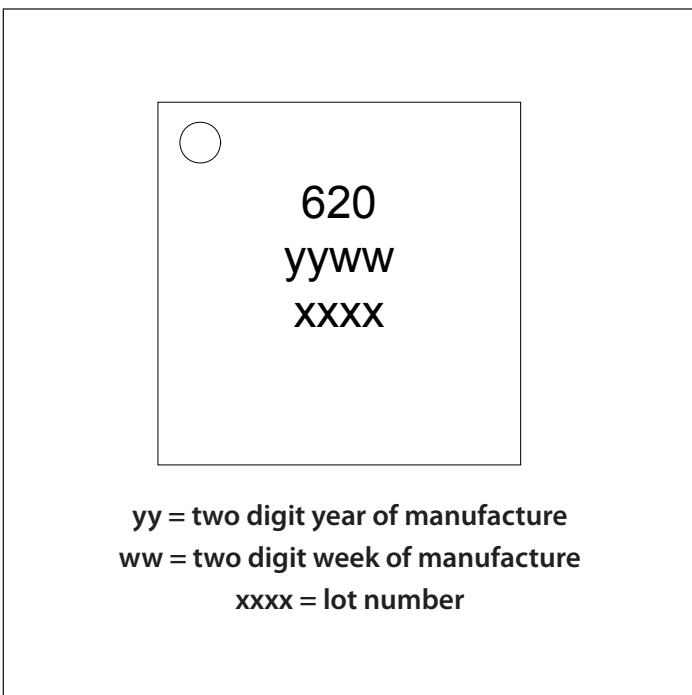 620
yyww
xxxx
yy = two digit year of manufacture
ww = two digit week of manufacture
xxxx = lot number